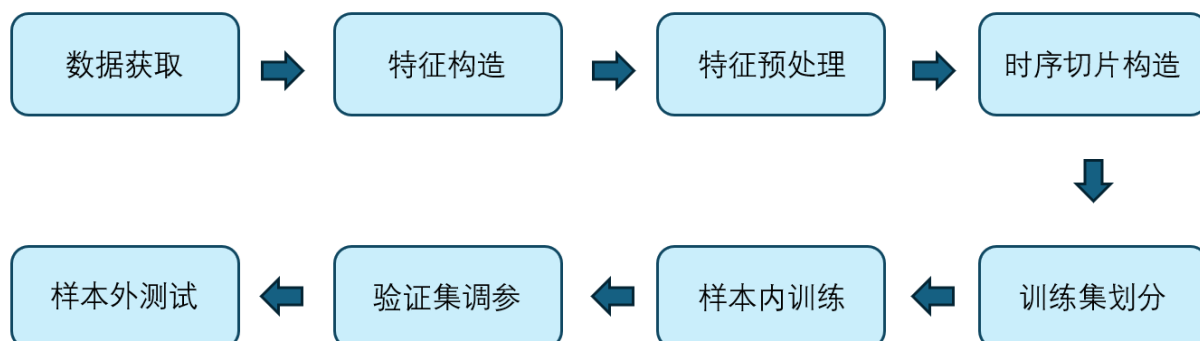 数据获取
特征构造
特征预处理
时序切片构造
训练集划分
样本内训练
验证集调参
样本外测试